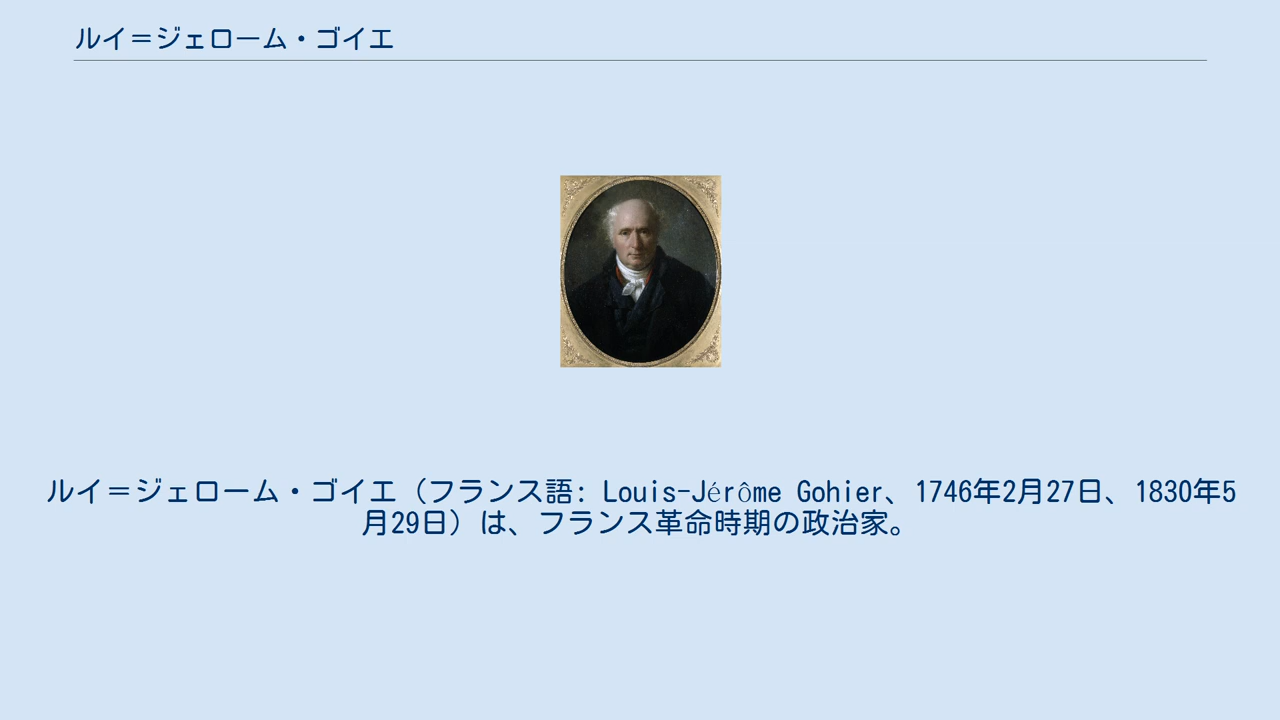 ルイ＝ジェローム・ゴイエ
ルイ＝ジェローム・ゴイエ（フランス語: Louis-Jérôme Gohier、1746年2月27日、1830年5
月29日）は、フランス革命時期の政治家。